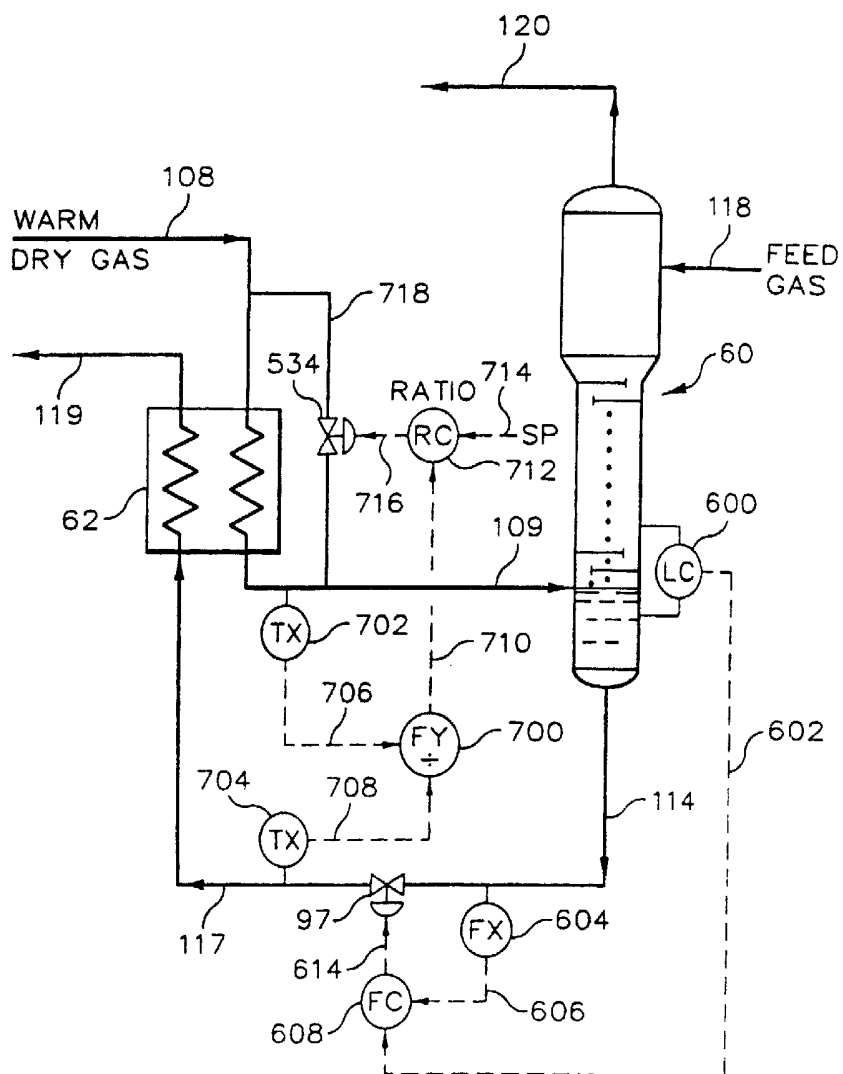 120
108
WARM
DRY GAS
118
FEED
GAS
718
60
119
534
RATIO
714
RC
SP
716
712
62
600
LC
109
TX
702
710
706
FY
÷
700
602
704
708
TX
114
97
117
FX
604
614
FC
608
606